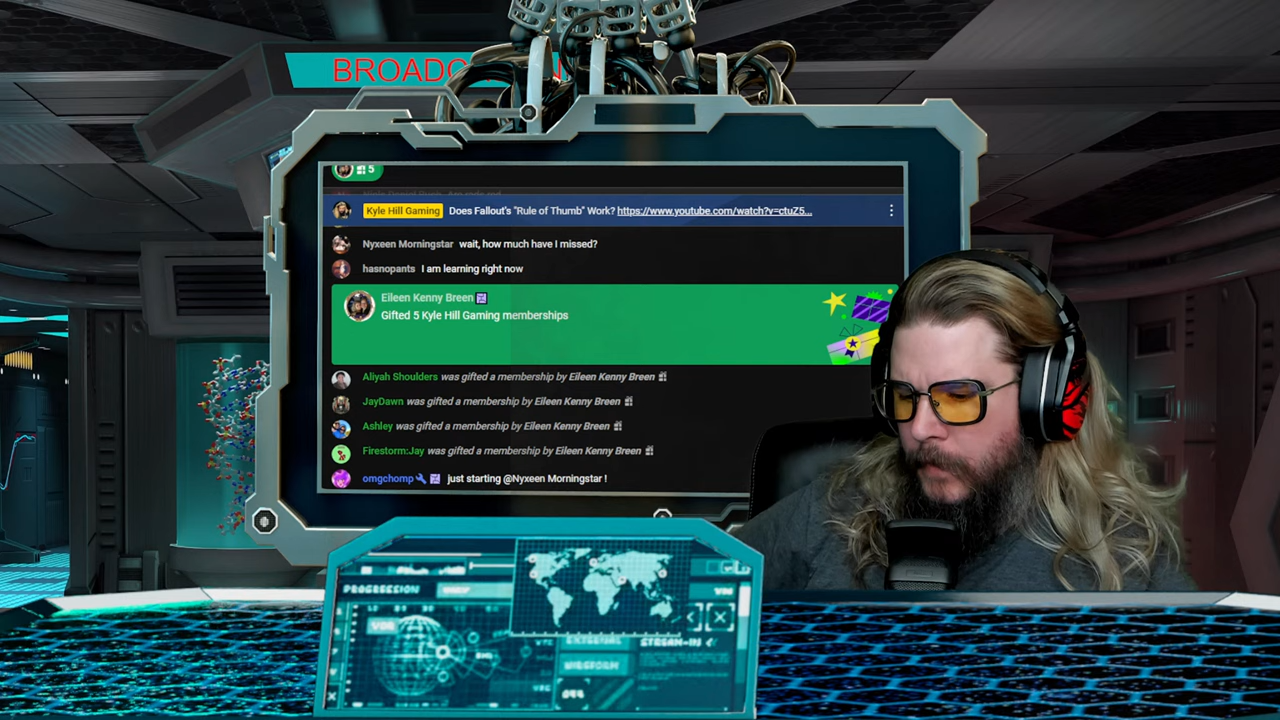 BROADC
5
Kyle Hill Gaming Does Fallout's "Rule of Thumb" Work? https://www.youtube.com/watch?v=ctuZ5...
Nyxeen Morningstar wait, how much have I missed?
hasnopants I am learning right now
Eileen Kenny Breen
Gifted 5 Kyle Hill Gaming memberships
Aliyah Shoulders was gifted a membership by Eileen Kenny Breen
JayDawn was gifted a membership by Eileen Kenny Breen
Ashley was gifted a membership by Eileen Kenny Breen
Firestorm:Jay was gifted a membership by Eileen Kenny Breen
omgchomp just starting @Nyxeen Morningstar !
PROGRESSION
EXTERNAL
STREAM-IN
WAVEFORM